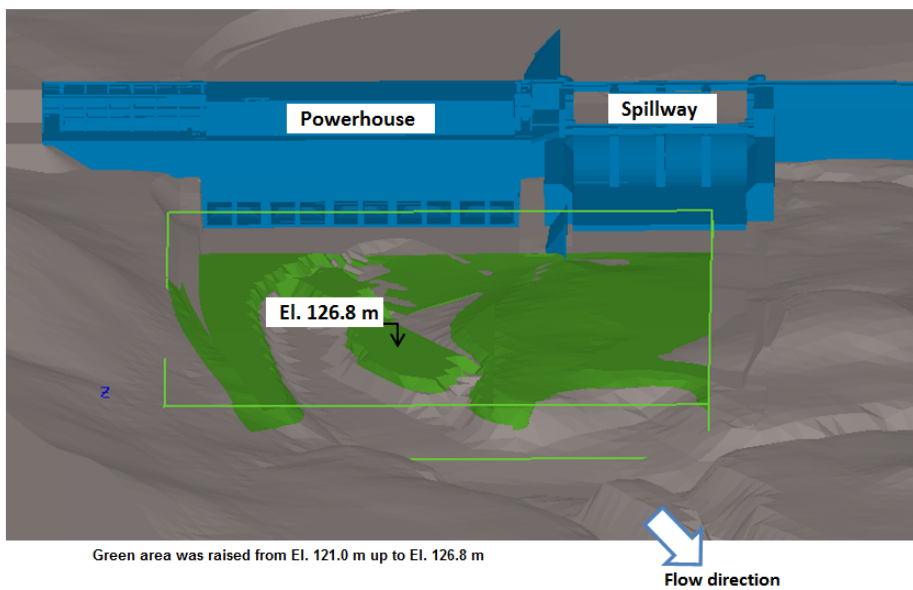 Powerhouse
Spillway
El. 126.8 m
Z
Green area was raised from El. 121.0 m up to El. 126.8 m
Flow direction